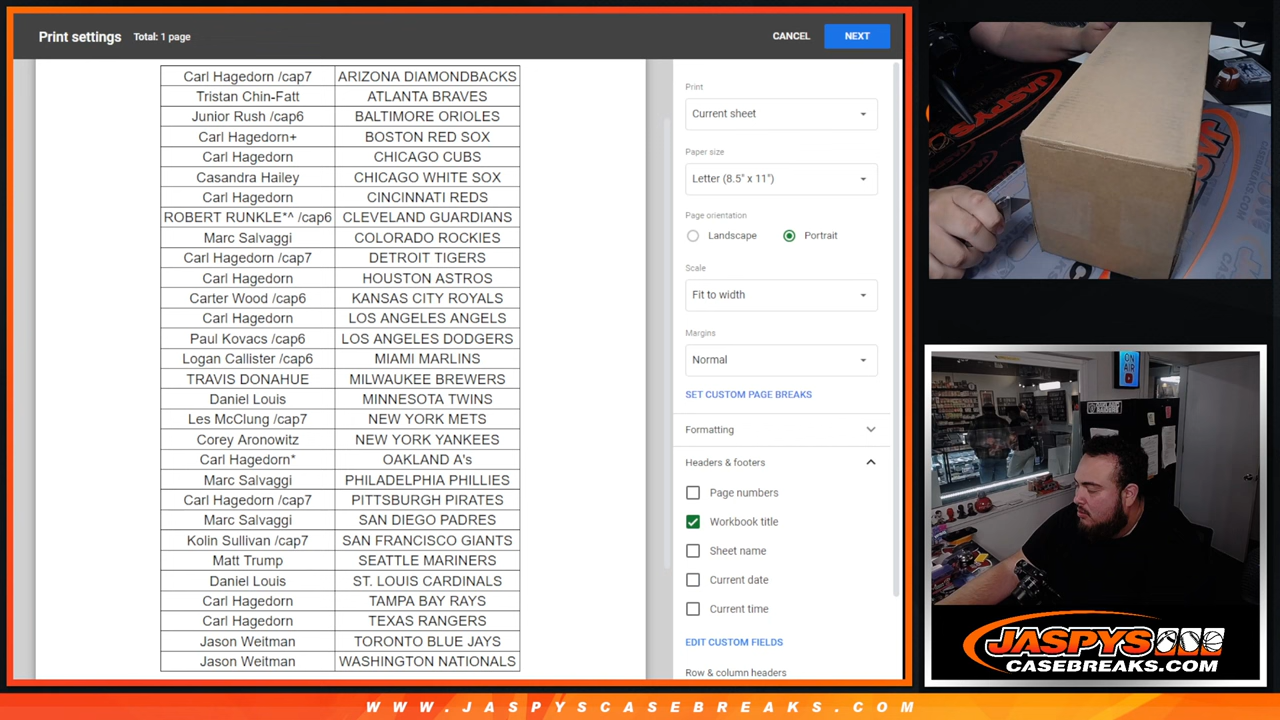 Print settings Total: 1 page CANCEL NEXT
Carl Hagedorn /cap7 ARIZONA DIAMONDBACKS
Tristan Chin-Fatt ATLANTA BRAVES
Junior Rush /cap6 BALTIMORE ORIOLES
Carl Hagedorn+ BOSTON RED SOX
Carl Hagedorn CHICAGO CUBS
Casandra Hailey CHICAGO WHITE SOX
Carl Hagedorn CINCINNATI REDS
ROBERT RUNKLE*^ /cap6 CLEVELAND GUARDIANS
Marc Salvaggi COLORADO ROCKIES
Carl Hagedorn /cap7 DETROIT TIGERS
Carl Hagedorn HOUSTON ASTROS
Carter Wood /cap6 KANSAS CITY ROYALS
Carl Hagedorn LOS ANGELES ANGELS
Paul Kovacs /cap6 LOS ANGELES DODGERS
Logan Callister /cap6 MIAMI MARLINS
TRAVIS DONAHUE MILWAUKEE BREWERS
Daniel Louis MINNESOTA TWINS
Les McClung /cap7 NEW YORK METS
Corey Aronowitz NEW YORK YANKEES
Carl Hagedorn* OAKLAND A's
Marc Salvaggi PHILADELPHIA PHILLIES
Carl Hagedorn /cap7 PITTSBURGH PIRATES
Marc Salvaggi SAN DIEGO PADRES
Kolin Sullivan /cap7 SAN FRANCISCO GIANTS
Matt Trump SEATTLE MARINERS
Daniel Louis ST. LOUIS CARDINALS
Carl Hagedorn TAMPA BAY RAYS
Carl Hagedorn TEXAS RANGERS
Jason Weitman TORONTO BLUE JAYS
Jason Weitman WASHINGTON NATIONALS
Print
Current sheet
Paper size
Letter (8.5" x 11")
Page orientation
Landscape Portrait
Scale
Fit to width
Margins
Normal
SET CUSTOM PAGE BREAKS
Formatting
Headers & footers
Page numbers
Workbook title
Sheet name
Current date
Current time
EDIT CUSTOM FIELDS
Row & column headers
ON
AIR
JASPYS
CASEBREAKS.COM
WWW.JASPYSCASEBREAKS.COM